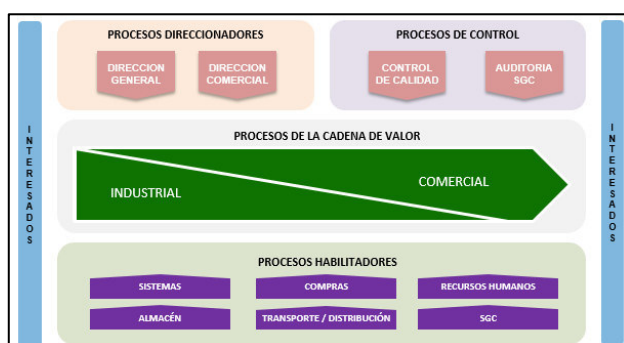 PROCESOS DIRECCIONADORES
PROCESOS DE CONTROL
DIRECCION
GENERAL
DIRECCION
COMERCIAL
CONTROL
DE CALIDAD
AUDITORIA
SGC
INTERESADOS
INTERESADOS
PROCESOS DE LA CADENA DE VALOR
INDUSTRIAL
COMERCIAL
PROCESOS HABILITADORES
SISTEMAS
COMPRAS
RECURSOS HUMANOS
ALMACÉN
TRANSPORTE / DISTRIBUCIÓN
SGC